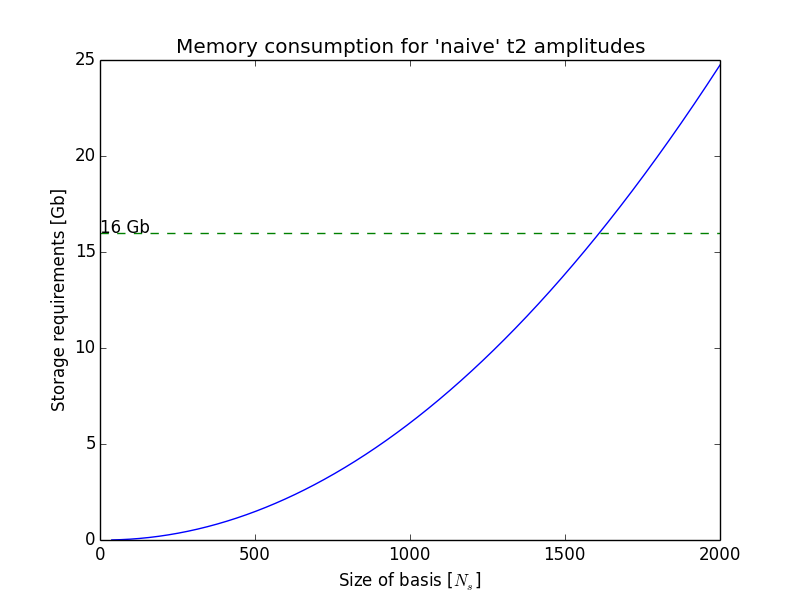 Memory consumption for 'naive' t2 amplitudes
Storage requirements [Gb]
25
20
15
10
5
0
16 Gb
0 500 1000 1500 2000
Size of basis [N_s]